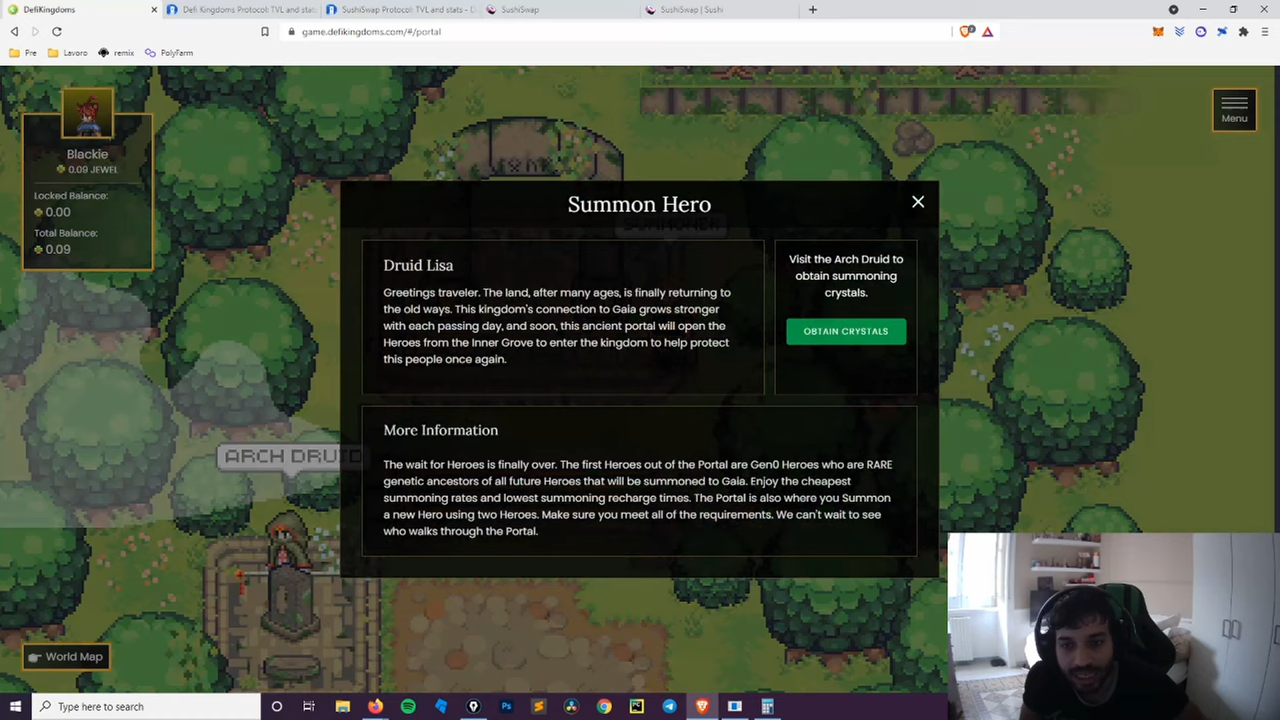 DefiKingdoms
Defi Kingdoms Protocol: TVL and stats
SushiSwap Protocol: TVL and stats - D
SushiSwap
SushiSwap | Sushi
game.defikingdoms.com/#/portal
Pre
Lavoro
remix
PolyFarm
Menu
Blackie
0.09 JEWEL
Locked Balance:
0.00
Total Balance:
0.09
Summon Hero
Druid Lisa
Greetings traveler. The land, after many ages, is finally returning to
the old ways. This kingdom's connection to Gaia grows stronger
with each passing day, and soon, this ancient portal will open the
Heroes from the Inner Grove to enter the kingdom to help protect
this people once again.
Visit the Arch Druid to
obtain summoning
crystals.
OBTAIN CRYSTALS
More Information
The wait for Heroes is finally over. The first Heroes out of the Portal are Gen0 Heroes who are RARE
genetic ancestors of all future Heroes that will be summoned to Gaia. Enjoy the cheapest
summoning rates and lowest summoning recharge times. The Portal is also where you Summon
a new Hero using two Heroes. Make sure you meet all of the requirements. We can't wait to see
who walks through the Portal.
ARCH DRUID
World Map
Type here to search